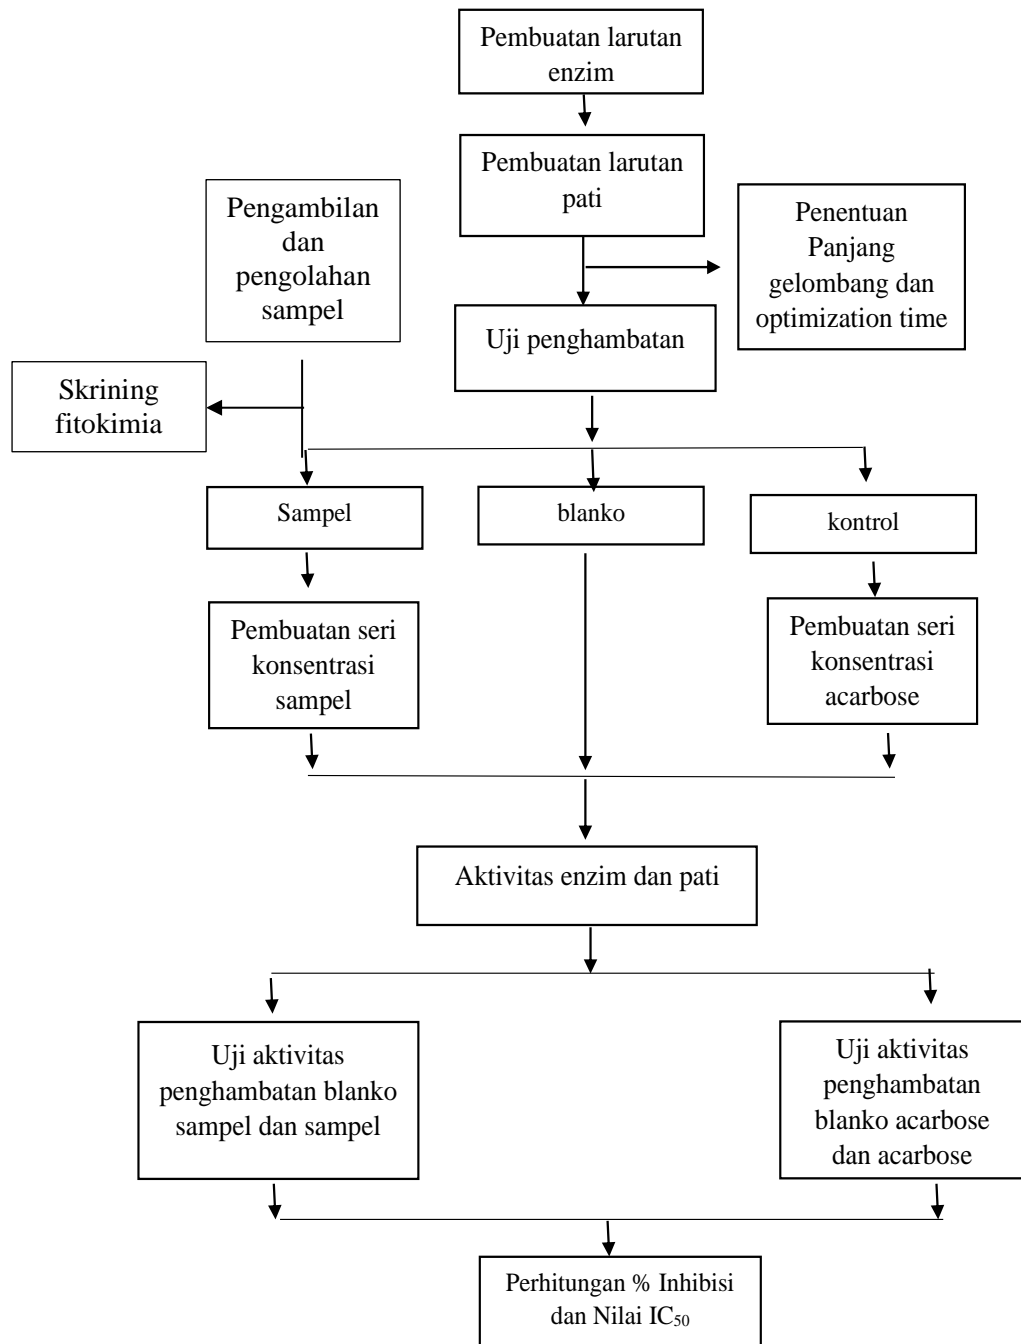 Pembuatan larutan
enzim
Pembuatan larutan
pati
Pengambilan
dan
pengolahan
sampel
Penentuan
Panjang
gelombang dan
optimization time
Uji penghambatan
Skrining
fitokimia
Sampel
blanko
kontrol
Pembuatan seri
konsentrasi
sampel
Pembuatan seri
konsentrasi
acarbose
Aktivitas enzim dan pati
Uji aktivitas
penghambatan blanko
sampel dan sampel
Uji aktivitas
penghambatan
blanko acarbose
dan acarbose
Perhitungan % Inhibisi
dan Nilai IC₅₀